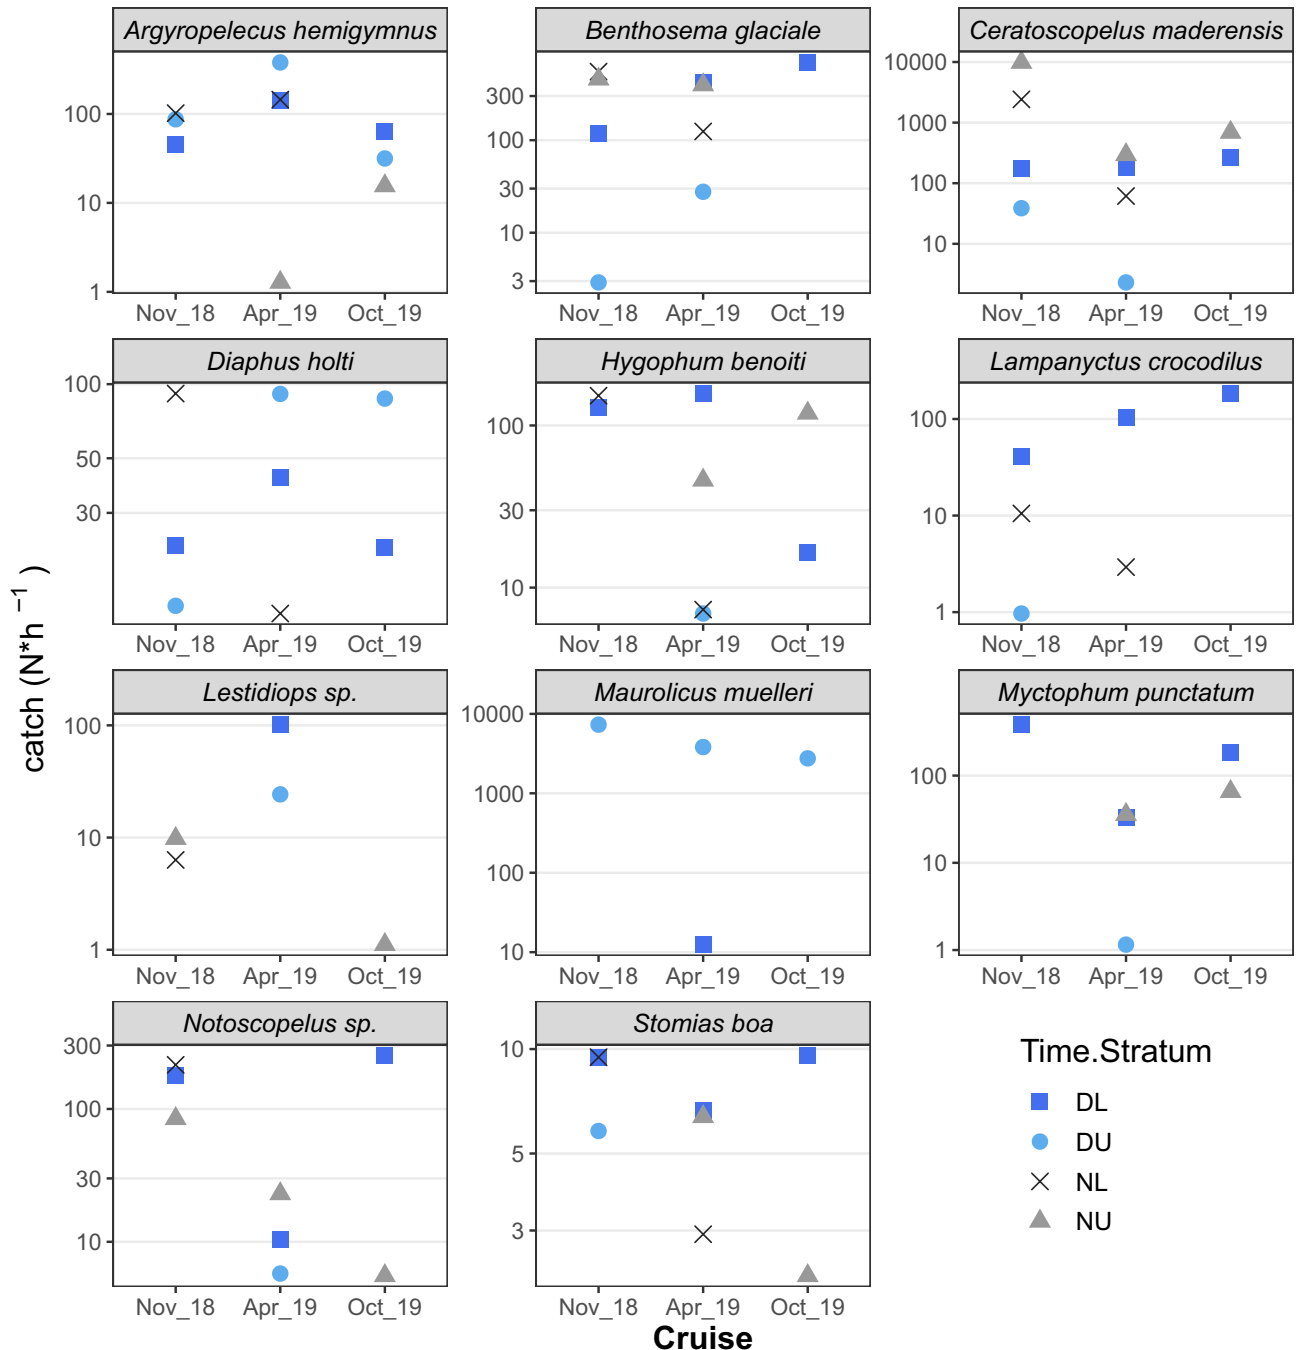 Argyropelecus hemigymnus
Benthosema glaciale
Ceratoscopelus maderensis
100
10
1
300
100
30
10
3
10000
1000
100
10
Nov_18 Apr_19 Oct_19
Nov_18 Apr_19 Oct_19
Nov_18 Apr_19 Oct_19
Diaphus holti
Hygophum benoiti
Lampanyctus crocodilus
100
50
30
100
30
10
100
10
1
Nov_18 Apr_19 Oct_19
Nov_18 Apr_19 Oct_19
Nov_18 Apr_19 Oct_19
catch (N*h⁻¹)
Lestidiops sp.
Maurolicus muelleri
Myctophum punctatum
100
10
1
10000
1000
100
10
100
10
1
Nov_18 Apr_19 Oct_19
Nov_18 Apr_19 Oct_19
Nov_18 Apr_19 Oct_19
Notoscopelus sp.
Stomias boa
300
100
30
10
10
5
3
Nov_18 Apr_19 Oct_19
Nov_18 Apr_19 Oct_19
Cruise
Time.Stratum
DL
DU
NL
NU